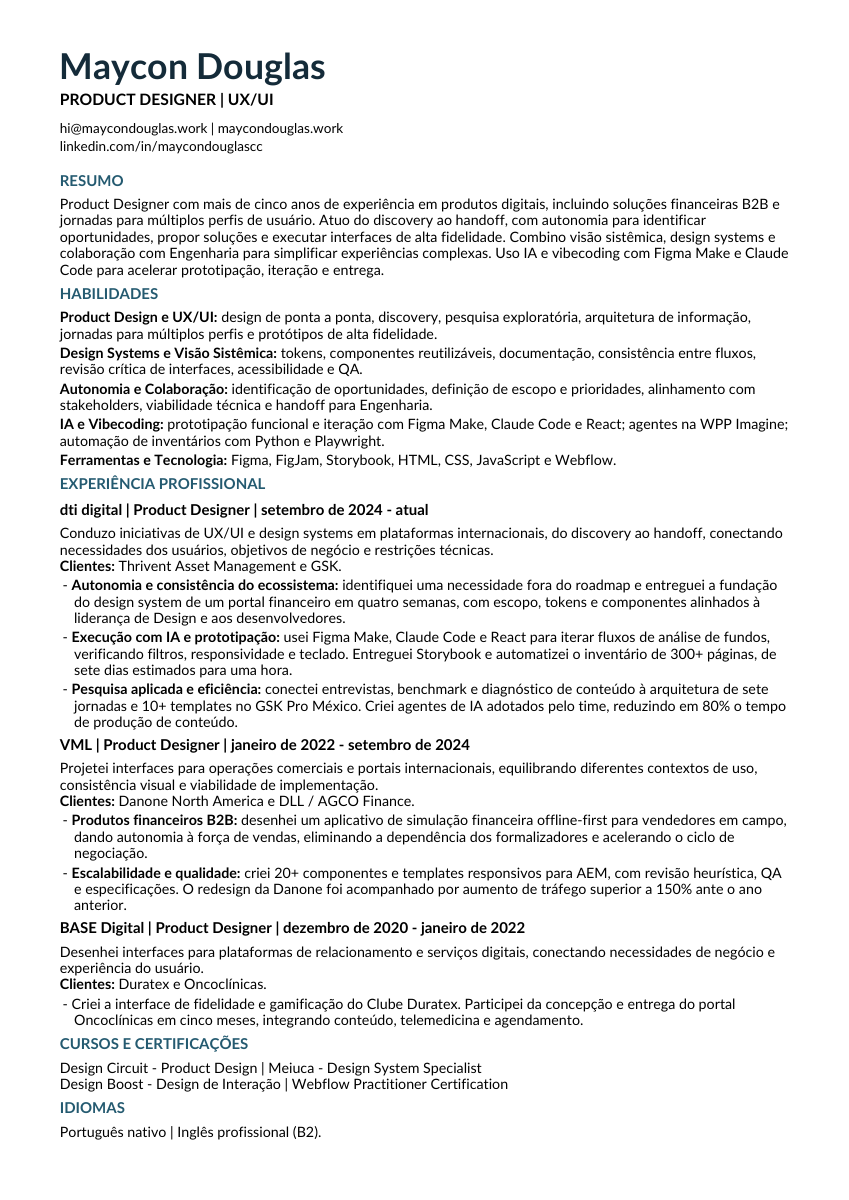 Maycon Douglas
PRODUCT DESIGNER | UX/UI
hi@maycondouglas.work | maycondouglas.work
linkedin.com/in/maycondouglascc
RESUMO
Product Designer com mais de cinco anos de experiência em produtos digitais, incluindo soluções financeiras B2B e
jornadas para múltiplos perfis de usuário. Atuo do discovery ao handoff, com autonomia para identificar
oportunidades, propor soluções e executar interfaces de alta fidelidade. Combino visão sistêmica, design systems e
colaboração com Engenharia para simplificar experiências complexas. Uso IA e vibecoding com Figma Make e Claude
Code para acelerar prototipação, iteração e entrega.
HABILIDADES
Product Design e UX/UI: design de ponta a ponta, discovery, pesquisa exploratória, arquitetura de informação,
jornadas para múltiplos perfis e protótipos de alta fidelidade.
Design Systems e Visão Sistêmica: tokens, componentes reutilizáveis, documentação, consistência entre fluxos,
revisão crítica de interfaces, acessibilidade e QA.
Autonomia e Colaboração: identificação de oportunidades, definição de escopo e prioridades, alinhamento com
stakeholders, viabilidade técnica e handoff para Engenharia.
IA e Vibecoding: prototipação funcional e iteração com Figma Make, Claude Code e React; agentes na WPP Imagine;
automação de inventários com Python e Playwright.
Ferramentas e Tecnologia: Figma, FigJam, Storybook, HTML, CSS, JavaScript e Webflow.
EXPERIÊNCIA PROFISSIONAL
dti digital | Product Designer | setembro de 2024 - atual
Conduzo iniciativas de UX/UI e design systems em plataformas internacionais, do discovery ao handoff, conectando
necessidades dos usuários, objetivos de negócio e restrições técnicas.
Clientes: Thrivent Asset Management e GSK.
- Autonomia e consistência do ecossistema: identifiquei uma necessidade fora do roadmap e entreguei a fundação
do design system de um portal financeiro em quatro semanas, com escopo, tokens e componentes alinhados à
liderança de Design e aos desenvolvedores.
- Execução com IA e prototipação: usei Figma Make, Claude Code e React para iterar fluxos de análise de fundos,
verificando filtros, responsividade e teclado. Entreguei Storybook e automatizei o inventário de 300+ páginas, de
sete dias estimados para uma hora.
- Pesquisa aplicada e eficiência: conectei entrevistas, benchmark e diagnóstico de conteúdo à arquitetura de sete
jornadas e 10+ templates no GSK Pro México. Criei agentes de IA adotados pelo time, reduzindo em 80% o tempo
de produção de conteúdo.
VML | Product Designer | janeiro de 2022 - setembro de 2024
Projetei interfaces para operações comerciais e portais internacionais, equilibrando diferentes contextos de uso,
consistência visual e viabilidade de implementação.
Clientes: Danone North America e DLL / AGCO Finance.
- Produtos financeiros B2B: desenhei um aplicativo de simulação financeira offline-first para vendedores em campo,
dando autonomia à força de vendas, eliminando a dependência dos formalizadores e acelerando o ciclo de
negociação.
- Escalabilidade e qualidade: criei 20+ componentes e templates responsivos para AEM, com revisão heurística, QA
e especificações. O redesign da Danone foi acompanhado por aumento de tráfego superior a 150% ante o ano
anterior.
BASE Digital | Product Designer | dezembro de 2020 - janeiro de 2022
Desenhei interfaces para plataformas de relacionamento e serviços digitais, conectando necessidades de negócio e
experiência do usuário.
Clientes: Duratex e Oncoclínicas.
- Criei a interface de fidelidade e gamificação do Clube Duratex. Participei da concepção e entrega do portal
Oncoclínicas em cinco meses, integrando conteúdo, telemedicina e agendamento.
CURSOS E CERTIFICAÇÕES
Design Circuit - Product Design | Meiuca - Design System Specialist
Design Boost - Design de Interação | Webflow Practitioner Certification
IDIOMAS
Português nativo | Inglês profissional (B2).